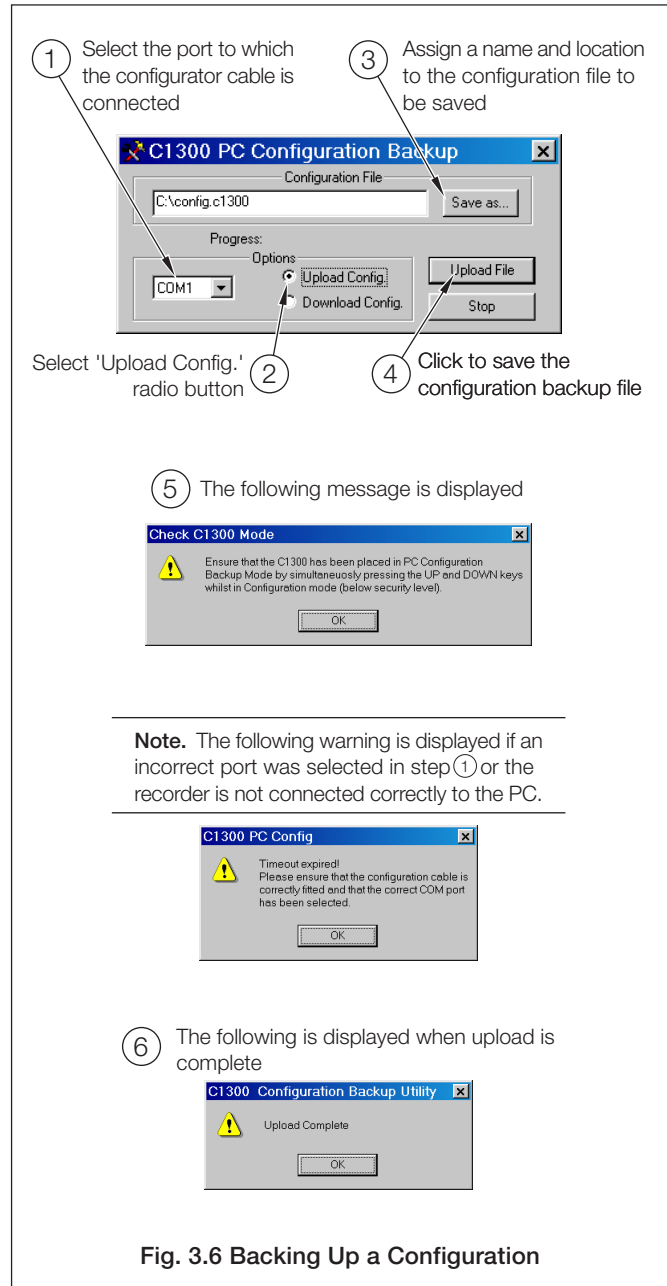 1
Select the port to which
the configurator cable is
connected
3
Assign a name and location
to the configuration file to
be saved
C1300 PC Configuration Backup
Configuration File
C:\config.c1300
Save as...
Progress:
Options
COM1
Upload Config.
Download Config.
Upload File
Stop
Select 'Upload Config.'
radio button
2
4
Click to save the
configuration backup file
5
The following message is displayed
Check C1300 Mode
Ensure that the C1300 has been placed in PC Configuration
Backup Mode by simultaneuosly pressing the UP and DOWN keys
whilst in Configuration mode (below security level).
OK
Note. The following warning is displayed if an
incorrect port was selected in step 1 or the
recorder is not connected correctly to the PC.
C1300 PC Config
Timeout expired!
Please ensure that the configuration cable is
correctly fitted and that the correct COM port
has been selected.
OK
6
The following is displayed when upload is
complete
C1300 Configuration Backup Utility
Upload Complete
OK
Fig. 3.6 Backing Up a Configuration